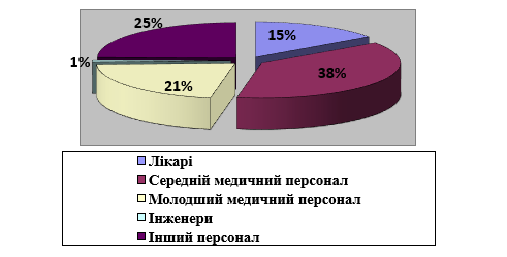 25%
15%
1%
38%
21%
Лікарі
Середній медичний персонал
Молодший медичний персонал
Інженери
Інший персонал